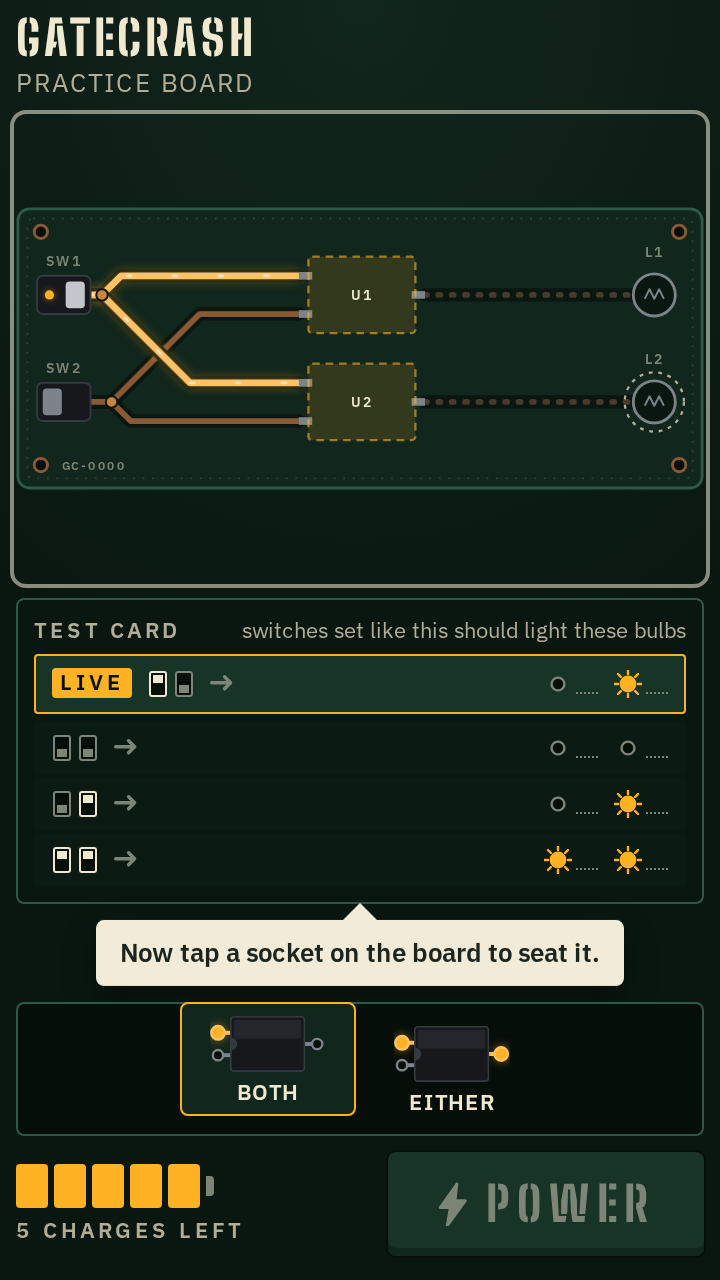 GATECRASH
PRACTICE BOARD
SW1
L1
U1
SW2
L2
U2
GC-0000
TEST CARD switches set like this should light these bulbs
LIVE
Now tap a socket on the board to seat it.
BOTH
EITHER
5 CHARGES LEFT
POWER